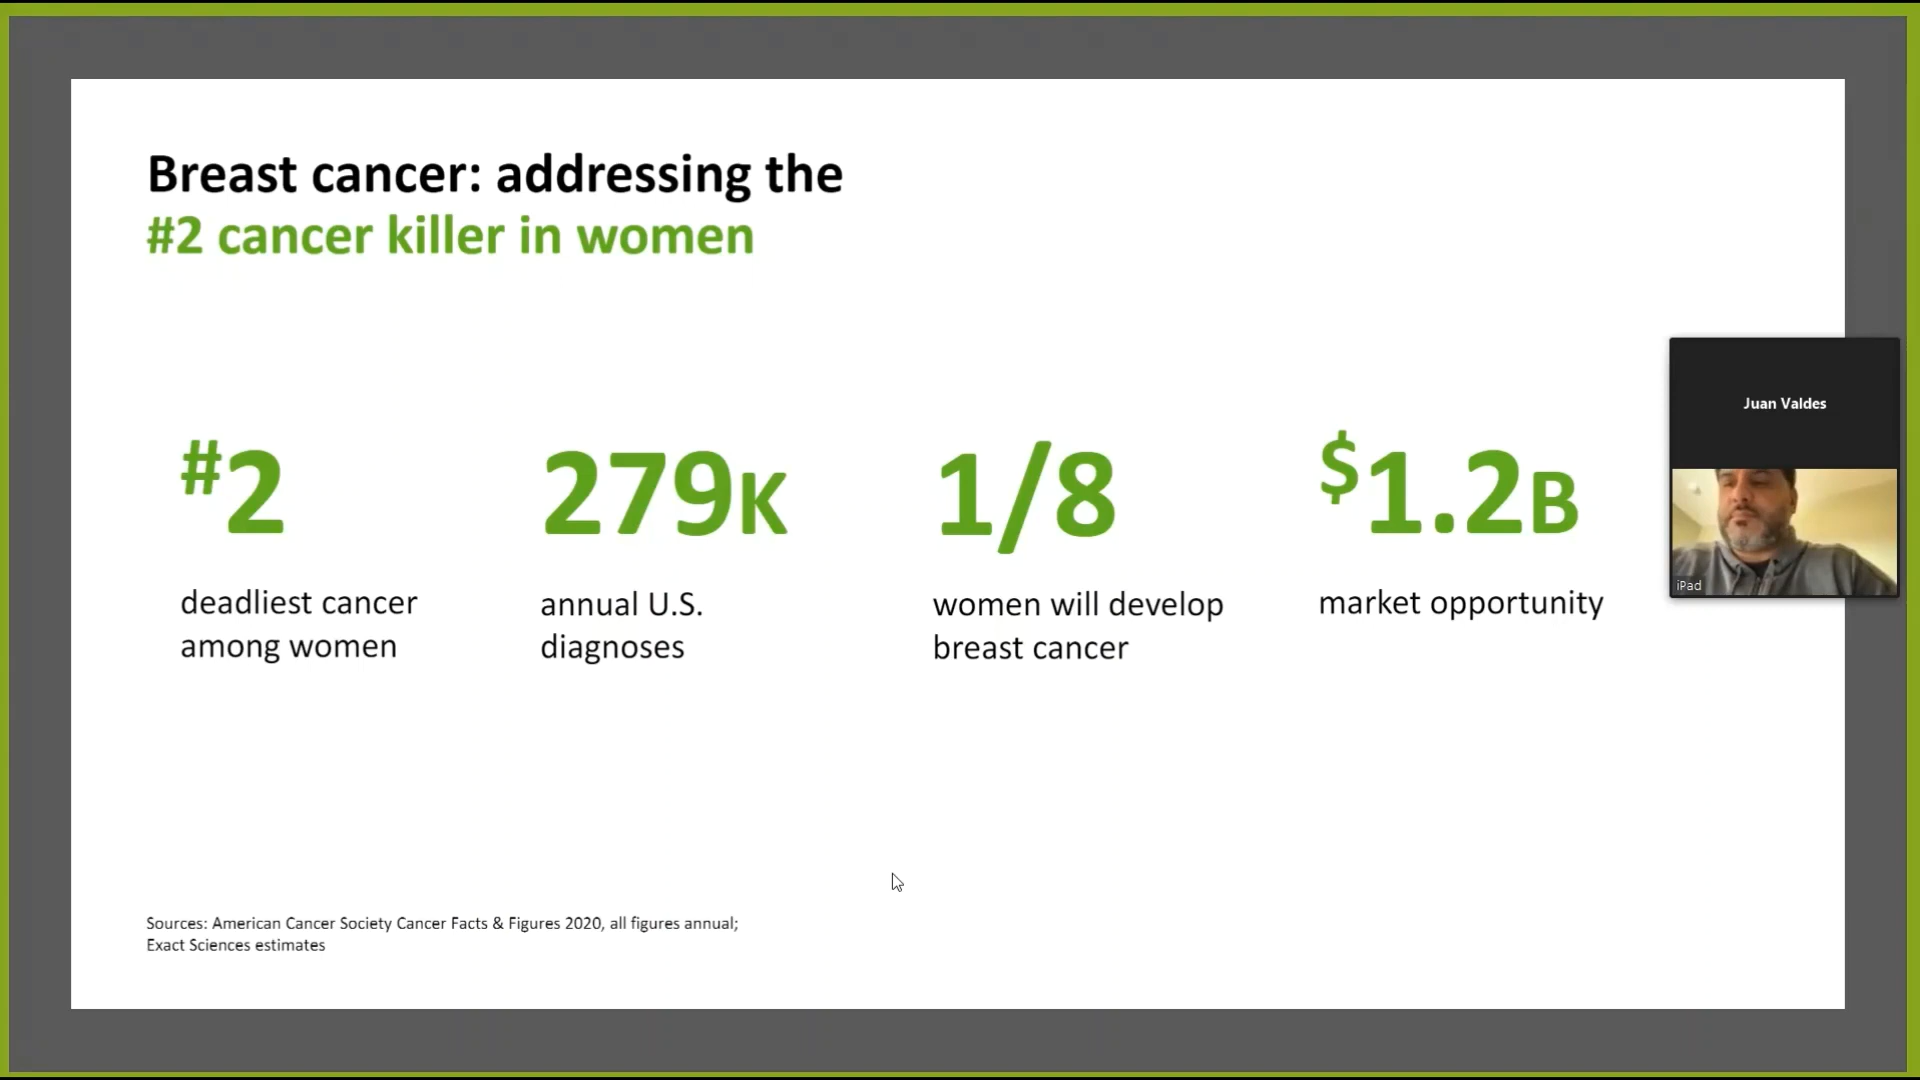 Breast cancer: addressing the
#2 cancer killer in women
#2
deadliest cancer
among women
279K
annual U.S.
diagnoses
1/8
women will develop
breast cancer
$1.2B
market opportunity
Juan Valdes
iPad
Sources: American Cancer Society Cancer Facts & Figures 2020, all figures annual;
Exact Sciences estimates